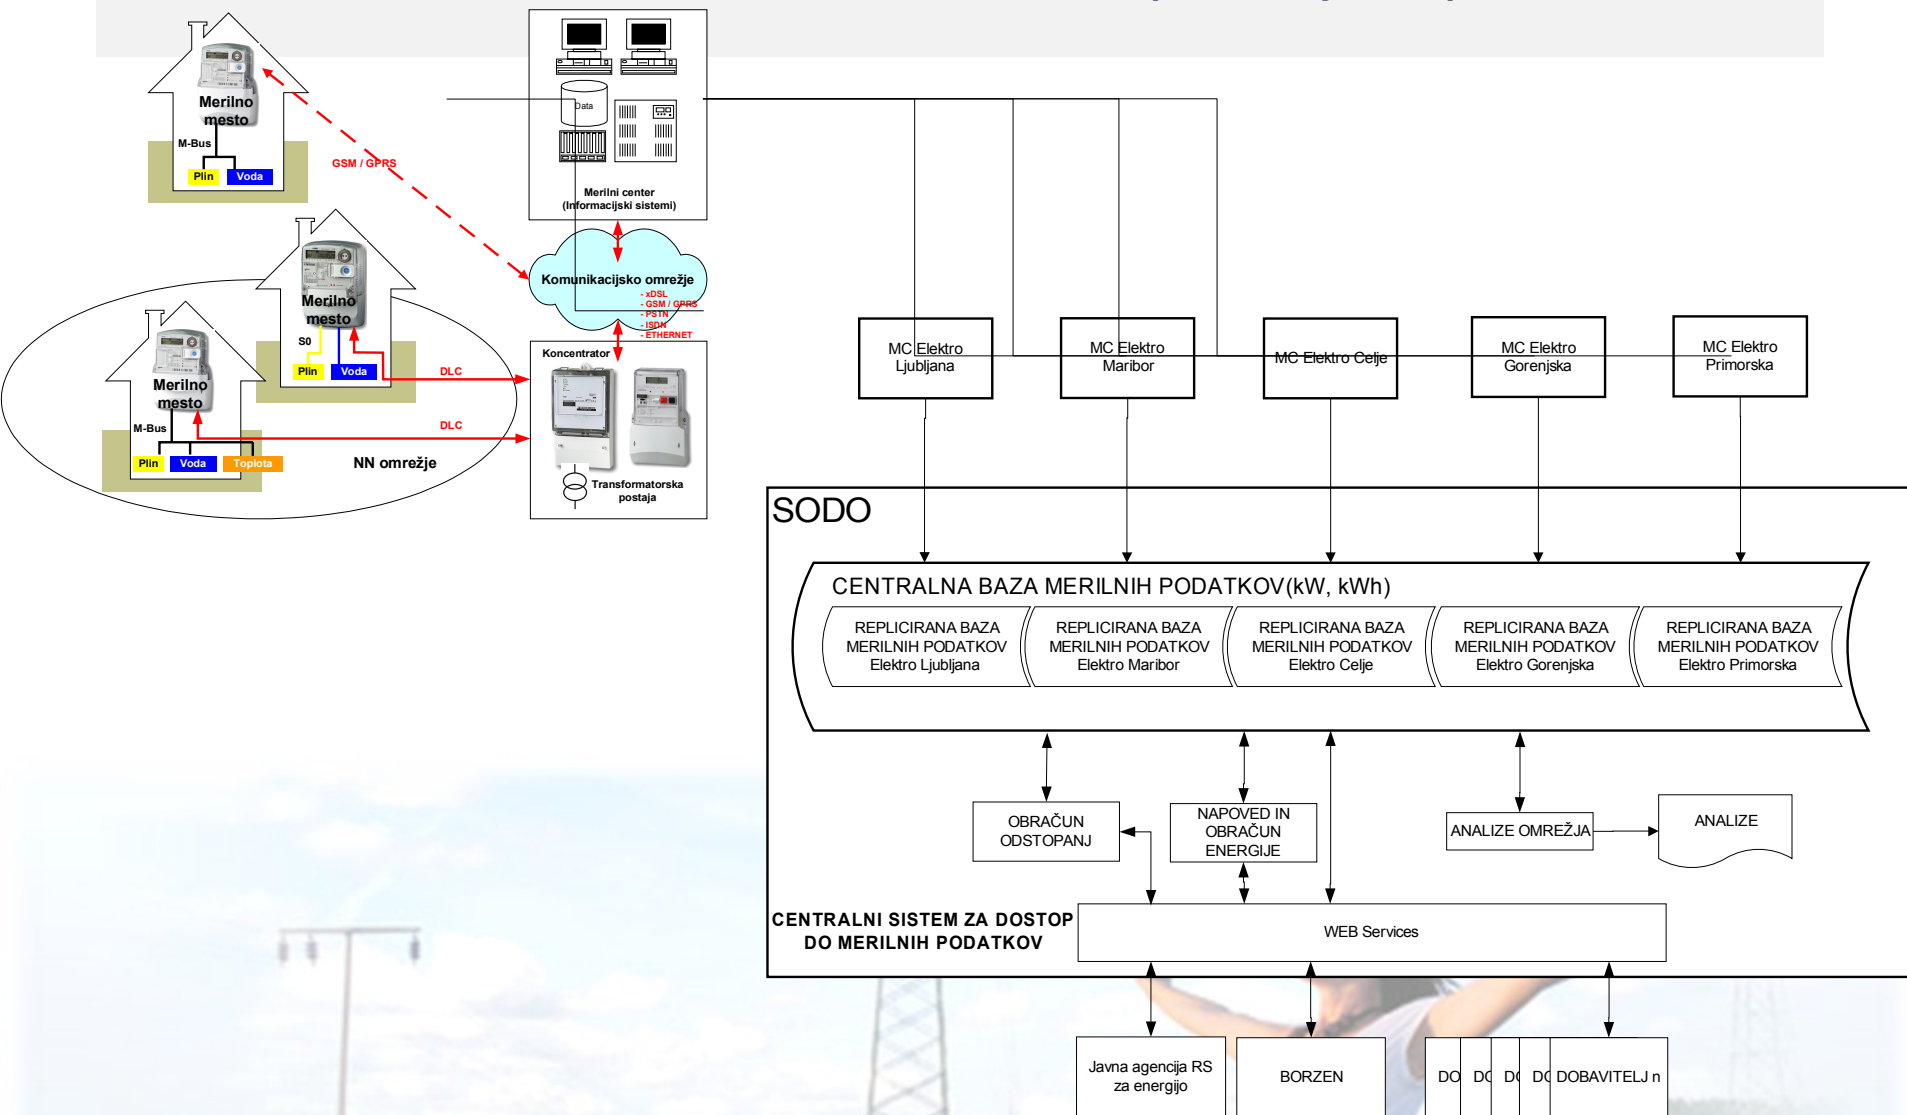 Merilno
mesto
M-Bus
Plin
Voda
GSM / GPRS
Data
Merilni center
(Informacijski sistemi)
Komunikacijsko omrežje
- xDSL
- GSM / GPRS
- PSTN
- ISDN
- ETHERNET
Merilno
mesto
S0
Plin
Voda
DLC
Merilno
mesto
M-Bus
Plin
Voda
Toplota
DLC
NN omrežje
Koncentrator
Transformatorska
postaja
MC Elektro
Ljubljana
MC Elektro
Maribor
MC Elektro Celje
MC Elektro
Gorenjska
MC Elektro
Primorska
SODO
CENTRALNA BAZA MERILNIH PODATKOV(kW, kWh)
REPLICIRANA BAZA
MERILNIH PODATKOV
Elektro Ljubljana
REPLICIRANA BAZA
MERILNIH PODATKOV
Elektro Maribor
REPLICIRANA BAZA
MERILNIH PODATKOV
Elektro Celje
REPLICIRANA BAZA
MERILNIH PODATKOV
Elektro Gorenjska
REPLICIRANA BAZA
MERILNIH PODATKOV
Elektro Primorska
OBRAČUN
ODSTOPANJ
NAPOVED IN
OBRAČUN
ENERGIJE
ANALIZE OMREŽJA
ANALIZE
CENTRALNI SISTEM ZA DOSTOP
DO MERILNIH PODATKOV
WEB Services
Javna agencija RS
za energijo
BORZEN
DO
DO
DO
DO
DOBAVITELJ n